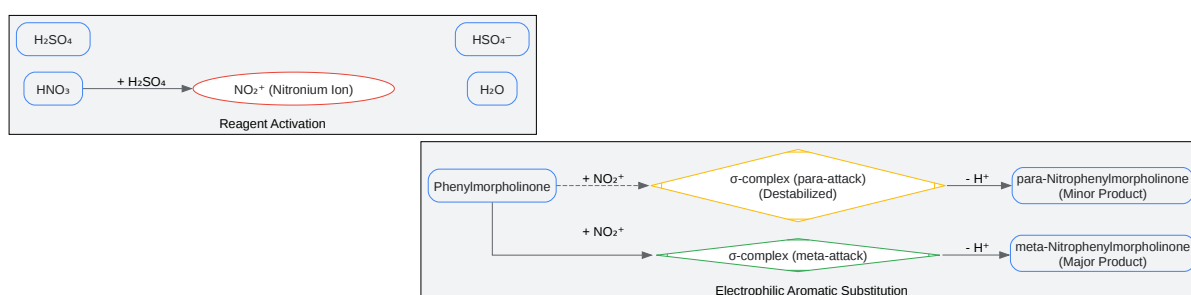 H₂SO₄
HSO₄⁻
HNO₃
+ H₂SO₄
NO₂⁺ (Nitronium Ion)
H₂O
Reagent Activation
Phenylmorpholinone
+ NO₂⁺
σ-complex (para-attack)
(Destabilized)
- H⁺
para-Nitrophenylmorpholinone
(Minor Product)
+ NO₂⁺
σ-complex (meta-attack)
- H⁺
meta-Nitrophenylmorpholinone
(Major Product)
Electrophilic Aromatic Substitution